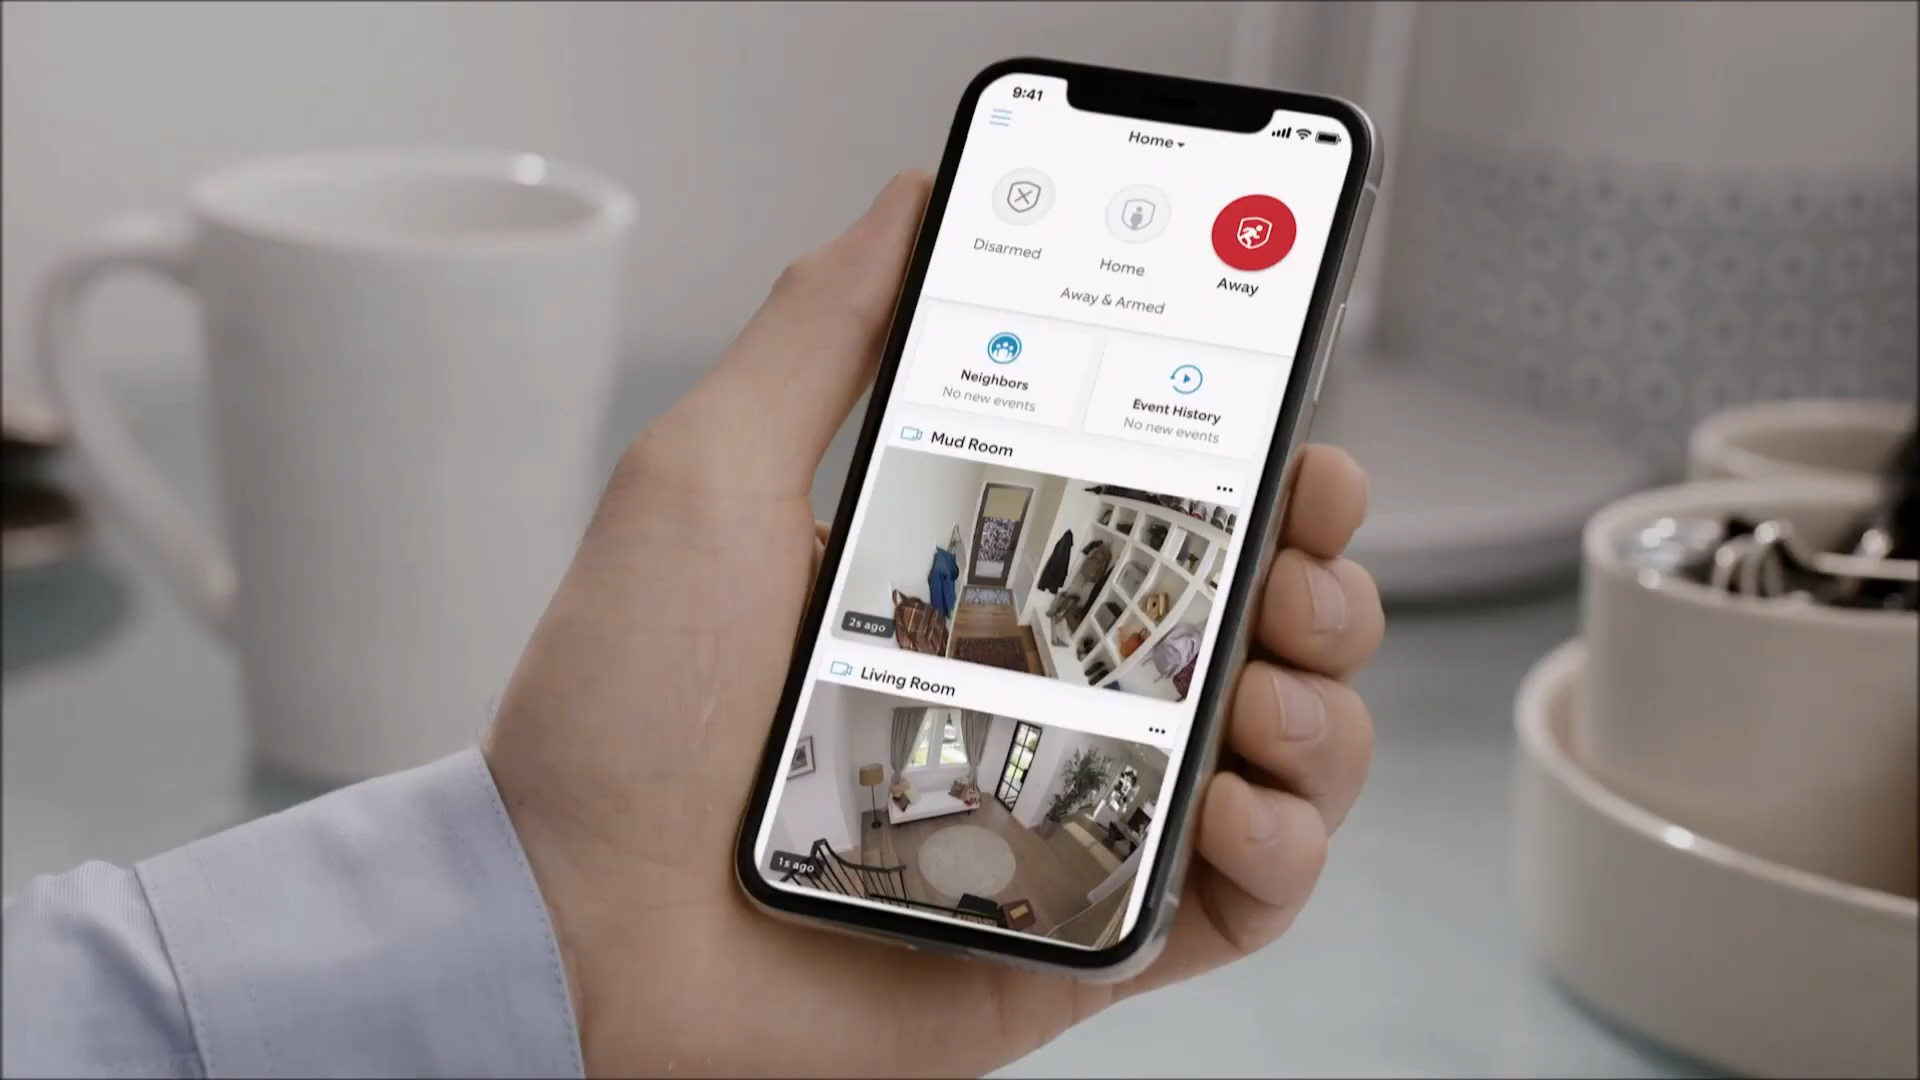 9:41
Home
Disarmed
Home
Away
Away & Armed
Neighbors
No new events
Event History
No new events
Mud Room
2s ago
Living Room
1s ago